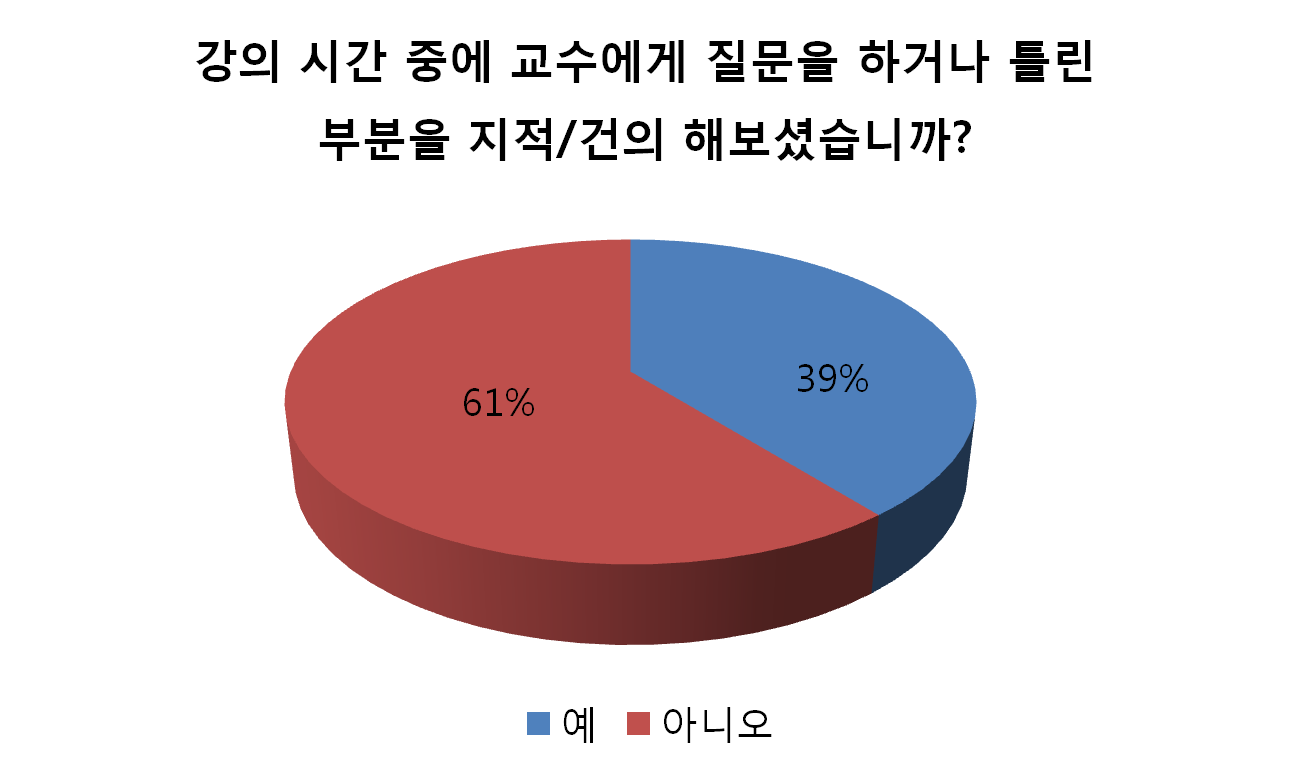 강의 시간 중에 교수에게 질문을 하거나 틀린
부분을 지적/건의 해보셨습니까?
39%
61%
예 아니오